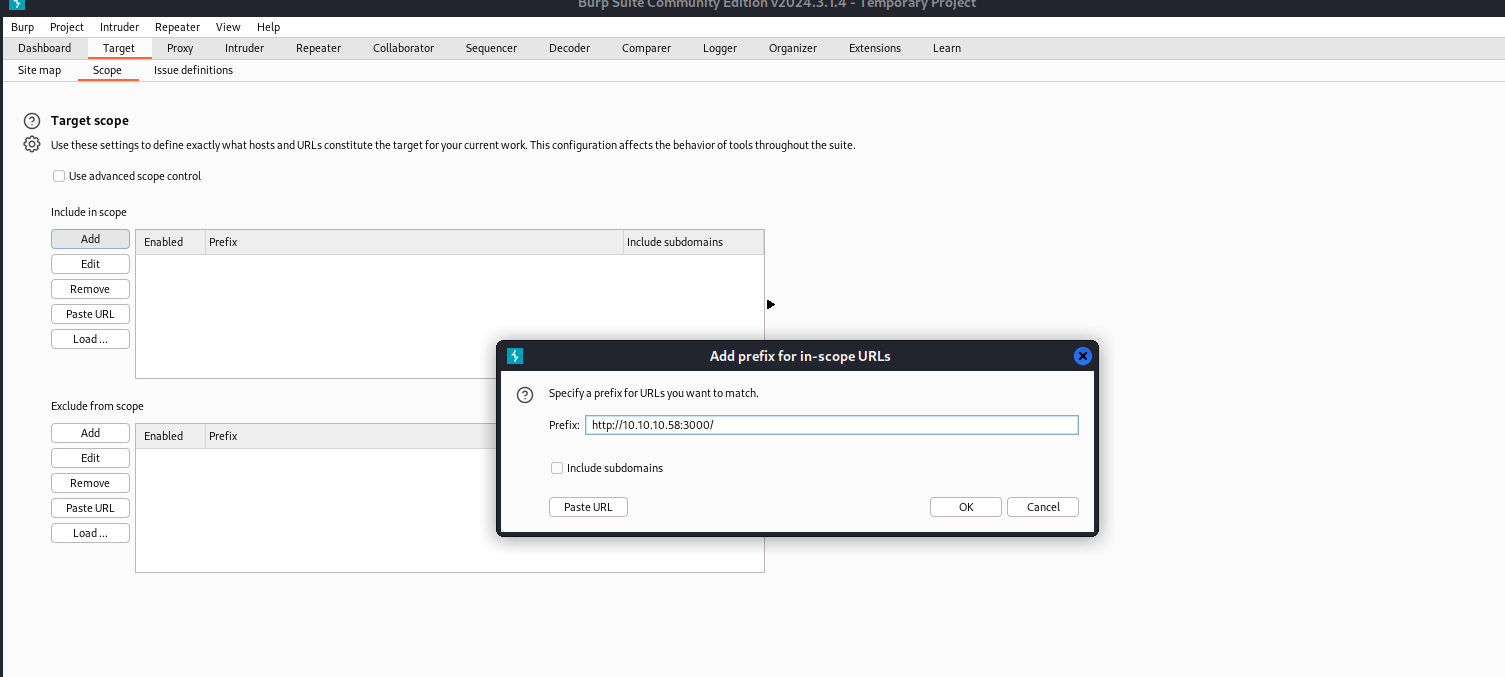 Burp Suite Community Edition v2024.3.1.4 - Temporary Project
Burp Project Intruder Repeater View Help
Dashboard Target Proxy Intruder Repeater Collaborator Sequencer Decoder Comparer Logger Organizer Extensions Learn
Site map Scope Issue definitions
? Target scope
Use these settings to define exactly what hosts and URLs constitute the target for your current work. This configuration affects the behavior of tools throughout the suite.
Use advanced scope control
Include in scope
Add Enabled Prefix Include subdomains
Edit
Remove
Paste URL
Load ...
Add prefix for in-scope URLs
? Specify a prefix for URLs you want to match.
Prefix: http://10.10.10.58:3000/
Include subdomains
Paste URL OK Cancel
Exclude from scope
Add Enabled Prefix
Edit
Remove
Paste URL
Load ...